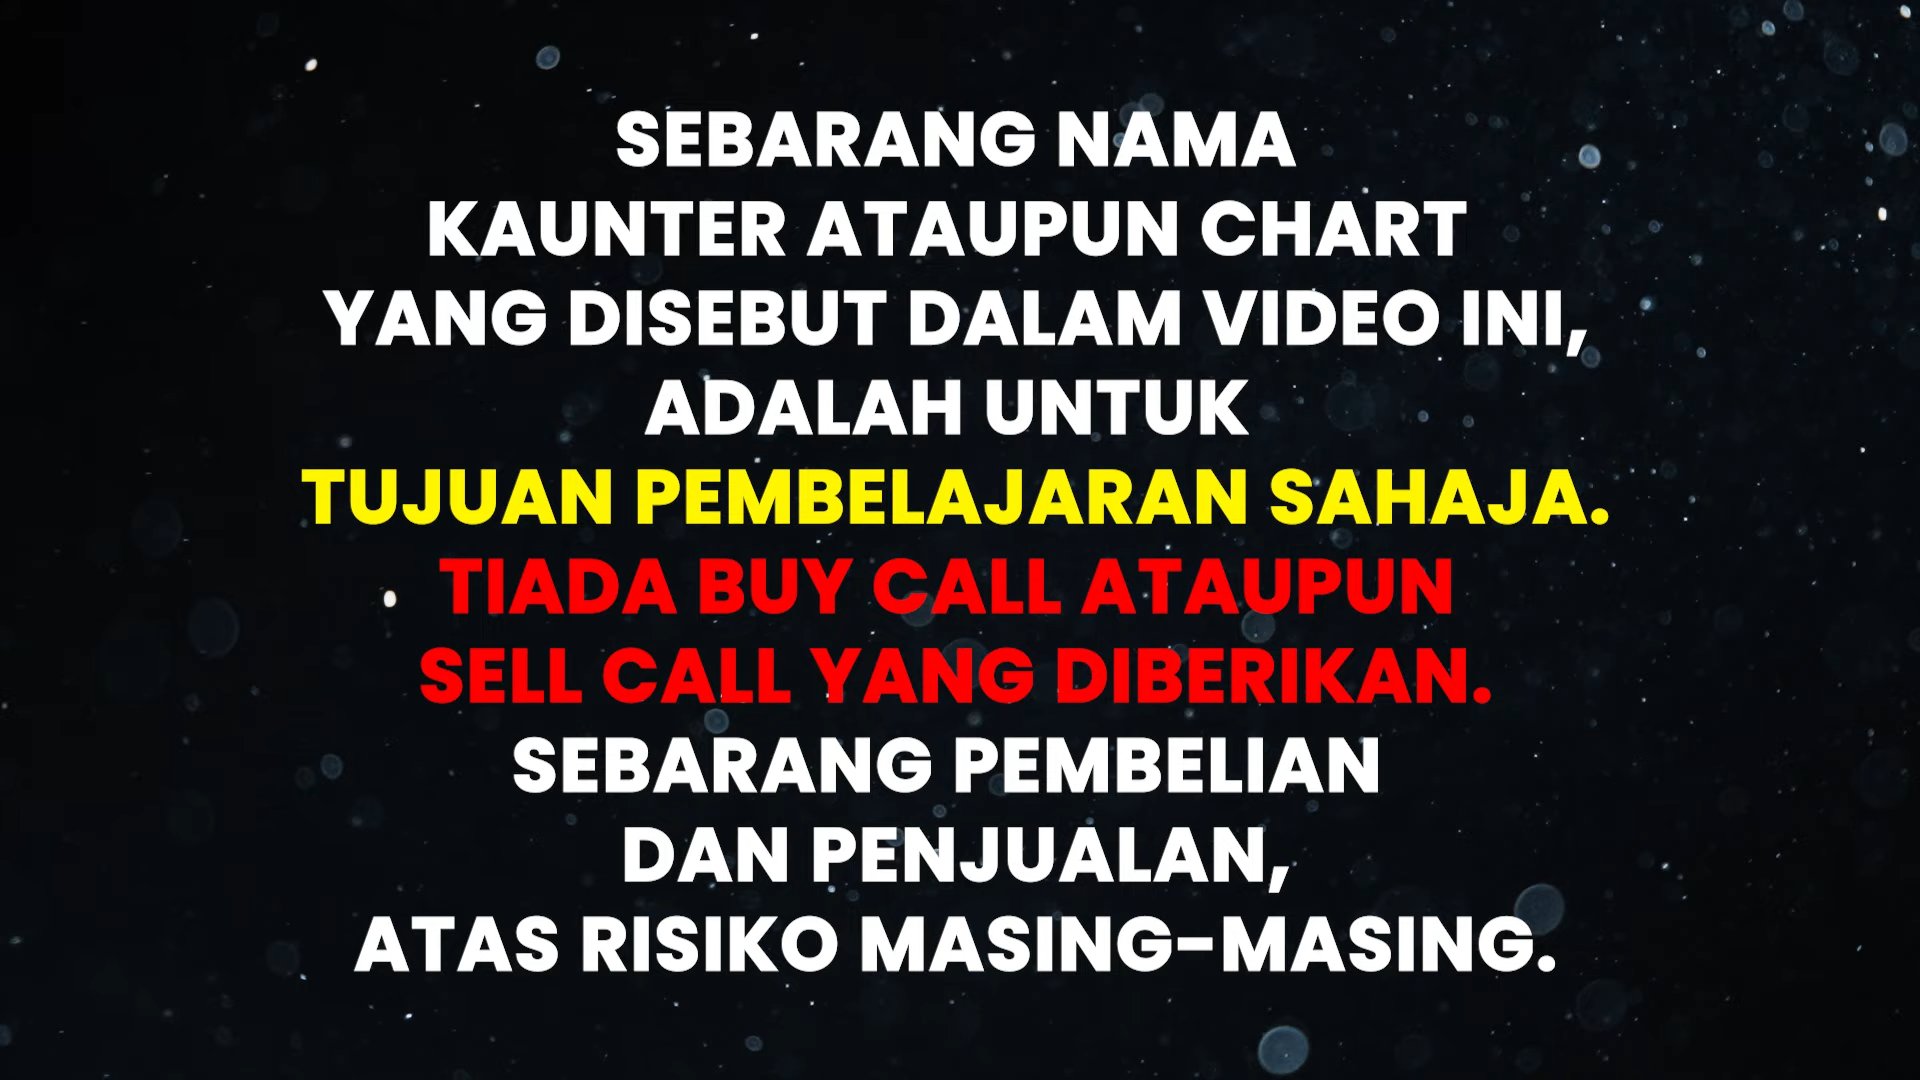 SEBARANG NAMA
KAUNTER ATAUPUN CHART
YANG DISEBUT DALAM VIDEO INI,
ADALAH UNTUK
TUJUAN PEMBELAJARAN SAHAJA.
TIADA BUY CALL ATAUPUN
SELL CALL YANG DIBERIKAN.
SEBARANG PEMBELIAN
DAN PENJUALAN,
ATAS RISIKO MASING-MASING.